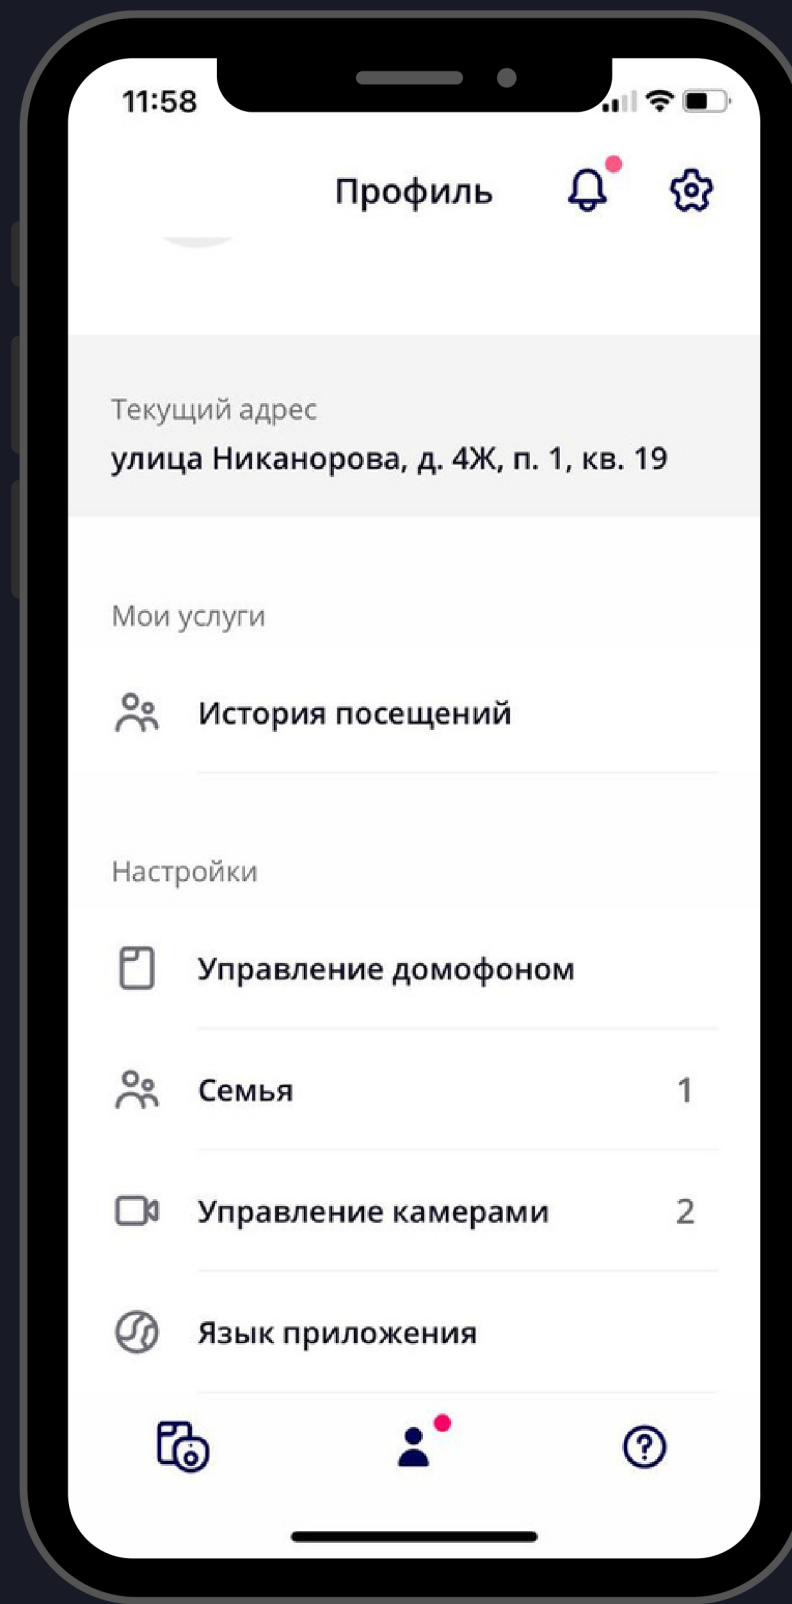 11:58
Профиль
Текущий адрес
улица Никанорова, д. 4Ж, п. 1, кв. 19
Мои услуги
История посещений
Настройки
Управление домофоном
Семья 1
Управление камерами 2
Язык приложения